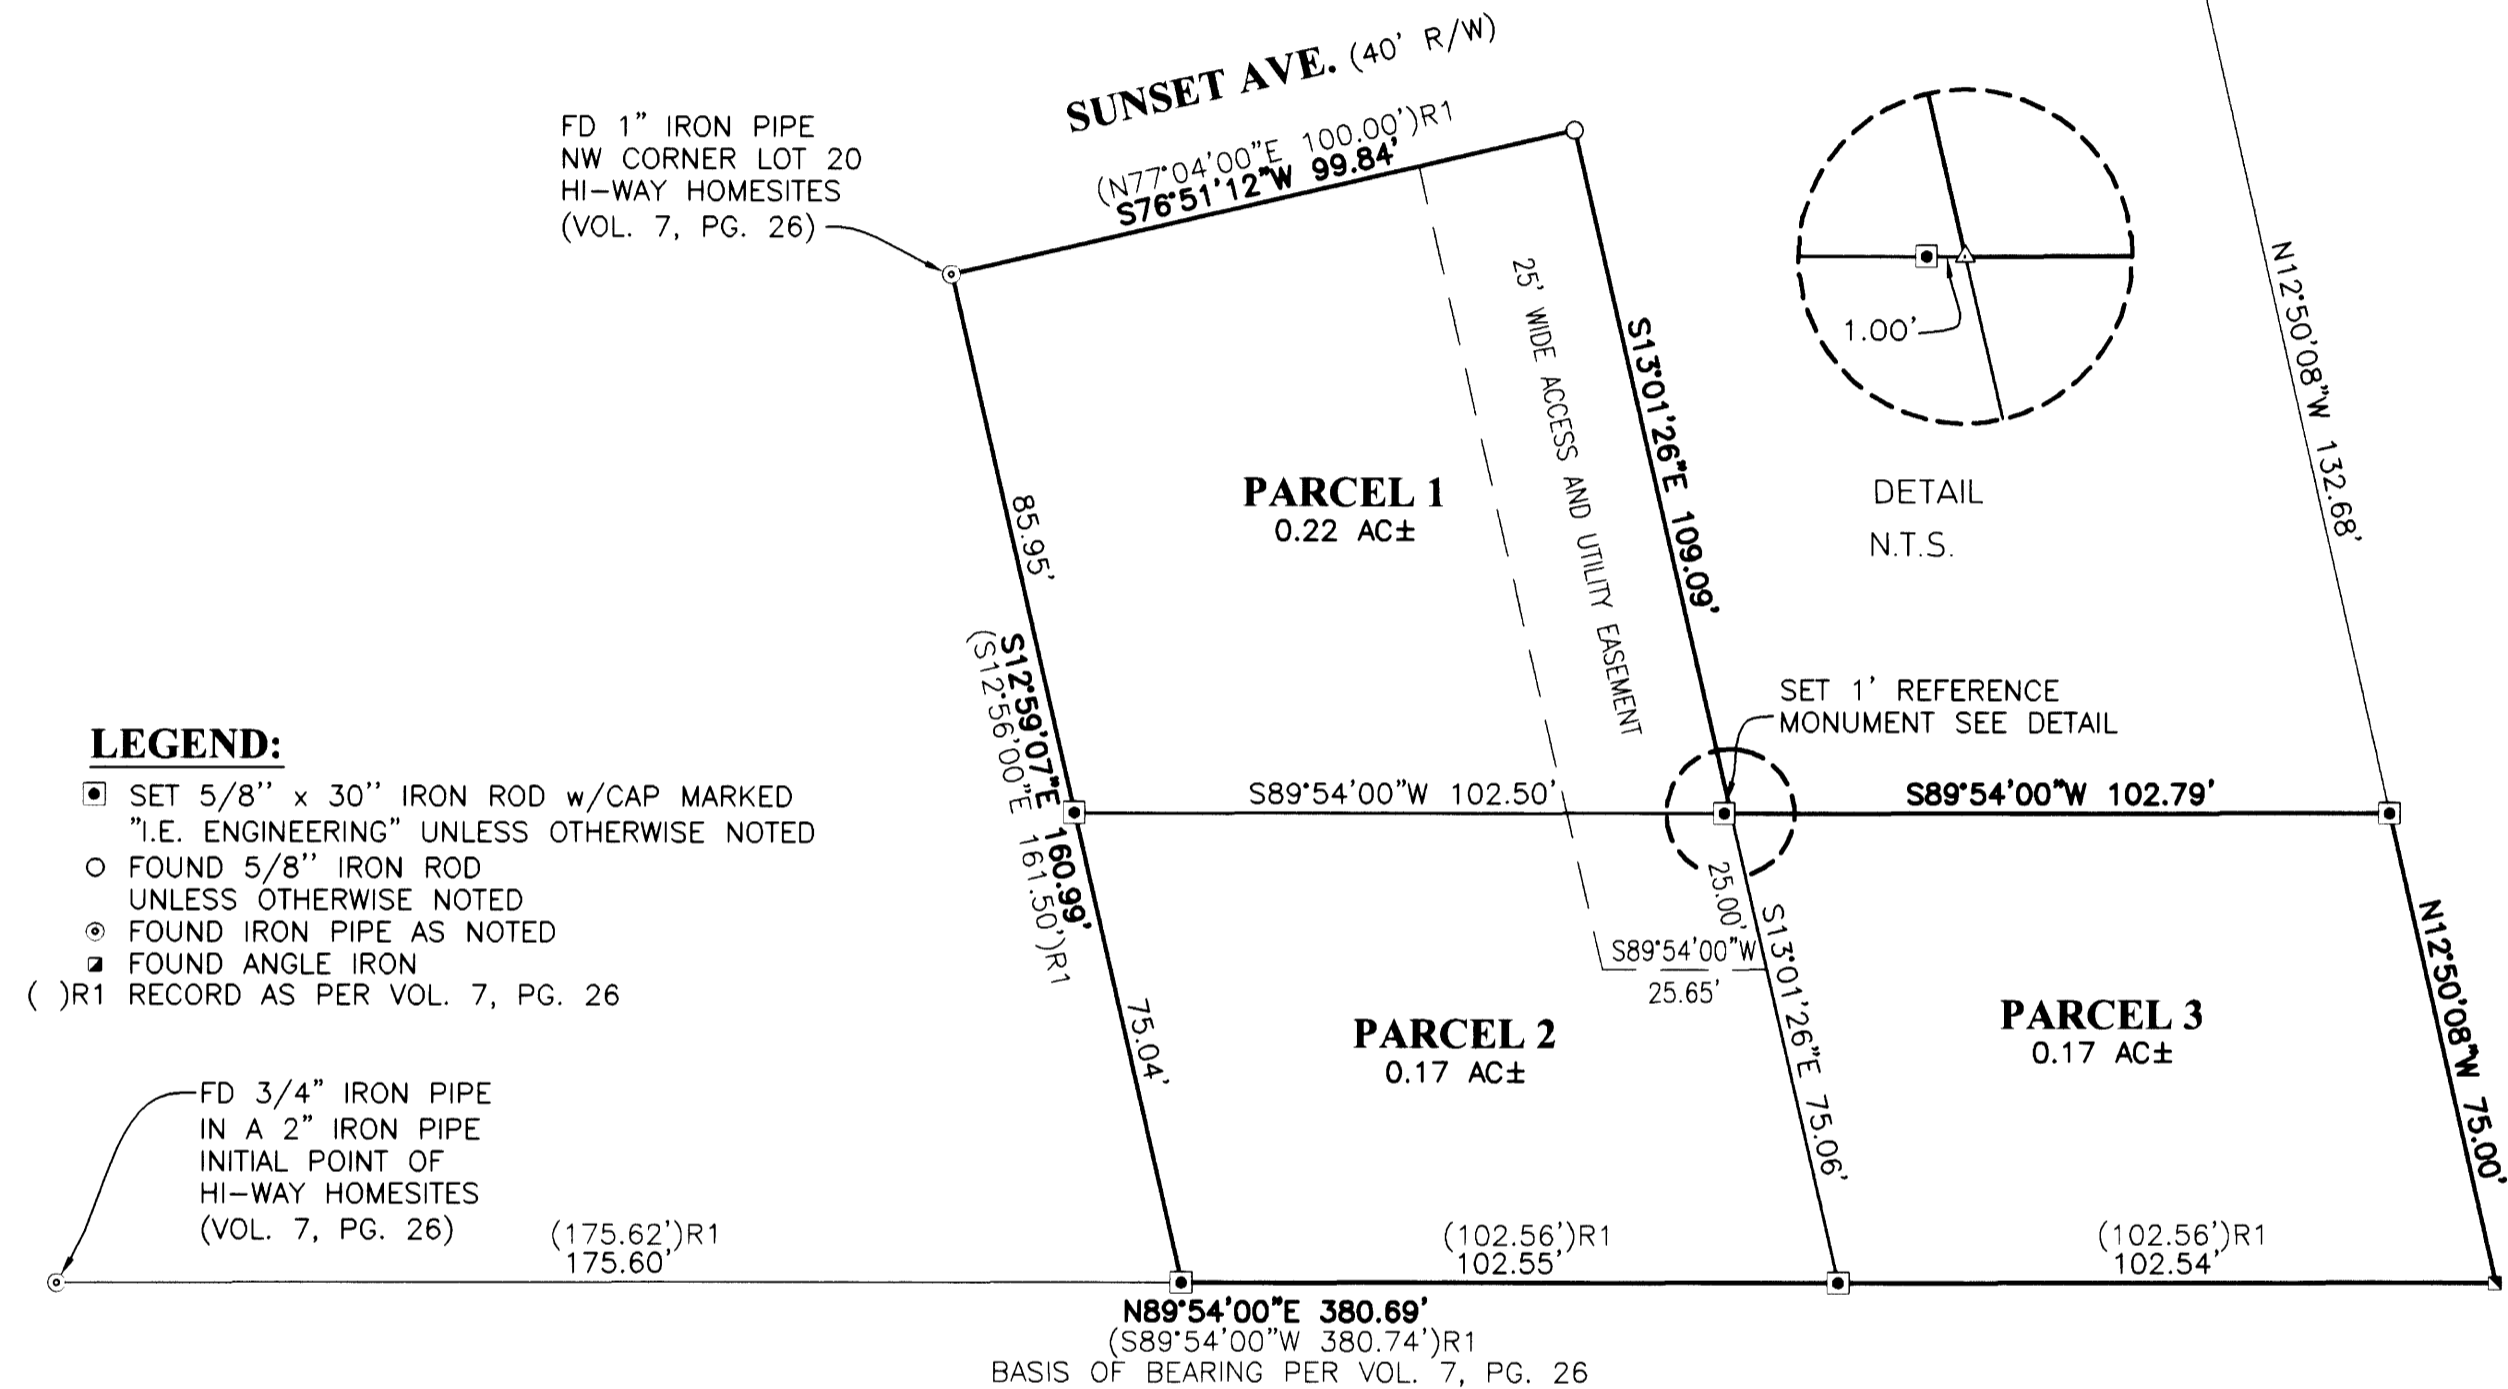 SUNSET AVE. (40' R/W)
(N77°04'00"E 100.00')R1
S76°51'12"W 99.84'
FD 1" IRON PIPE
NW CORNER LOT 20
HI-WAY HOMESITES
(VOL. 7, PG. 26)
25' WIDE ACCESS AND UTILITY EASEMENT
S13°01'26"E 109.09'
1.00'
DETAIL
N.T.S.
N12°50'08"W 132.68'
PARCEL 1
0.22 AC±
85.95'
S12°59'07"E 160.99'
(S12°56'00"E 161.50')R1
SET 1' REFERENCE
MONUMENT SEE DETAIL
S89°54'00"W 102.50'
S89°54'00"W 102.79'
LEGEND:
SET 5/8" x 30" IRON ROD w/CAP MARKED
"I.E. ENGINEERING" UNLESS OTHERWISE NOTED
FOUND 5/8" IRON ROD
UNLESS OTHERWISE NOTED
FOUND IRON PIPE AS NOTED
FOUND ANGLE IRON
( )R1 RECORD AS PER VOL. 7, PG. 26
25.00'
S89°54'00"W
25.65'
S13°01'26"E 75.06'
N12°50'08"W 75.00'
75.04'
PARCEL 2
0.17 AC±
PARCEL 3
0.17 AC±
FD 3/4" IRON PIPE
IN A 2" IRON PIPE
INITIAL POINT OF
HI-WAY HOMESITES
(VOL. 7, PG. 26)
(175.62')R1
175.60'
(102.56')R1
102.55'
(102.56')R1
102.54'
N89°54'00"E 380.69'
(S89°54'00"W 380.74')R1
BASIS OF BEARING PER VOL. 7, PG. 26